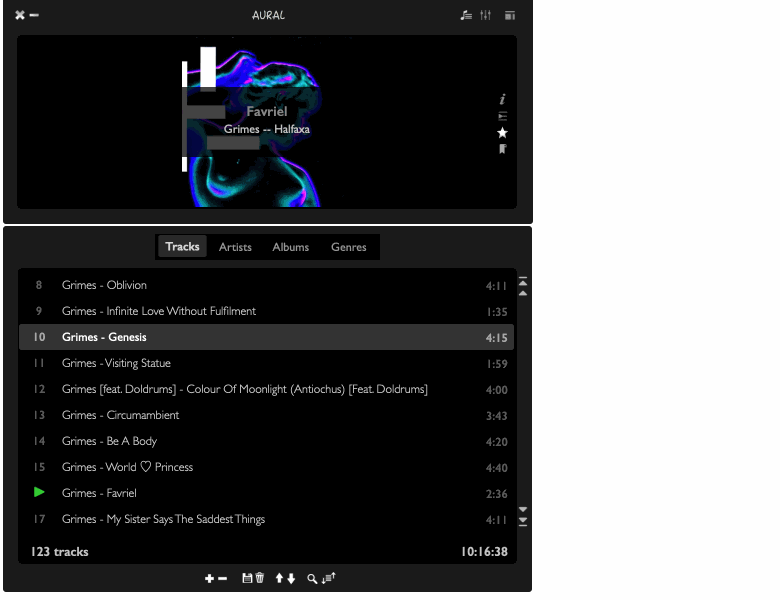 AURAL
Favriel
Grimes -- Halfaxa
Tracks Artists Albums Genres
8 Grimes - Oblivion 4:11
9 Grimes - Infinite Love Without Fulfilment 1:35
10 Grimes - Genesis 4:15
11 Grimes - Visiting Statue 1:59
12 Grimes [feat. Doldrums] - Colour Of Moonlight (Antiochus) [Feat. Doldrums] 4:00
13 Grimes - Circumambient 3:43
14 Grimes - Be A Body 4:20
15 Grimes - World ♡ Princess 4:40
Grimes - Favriel 2:36
17 Grimes - My Sister Says The Saddest Things 4:11
123 tracks 10:16:38